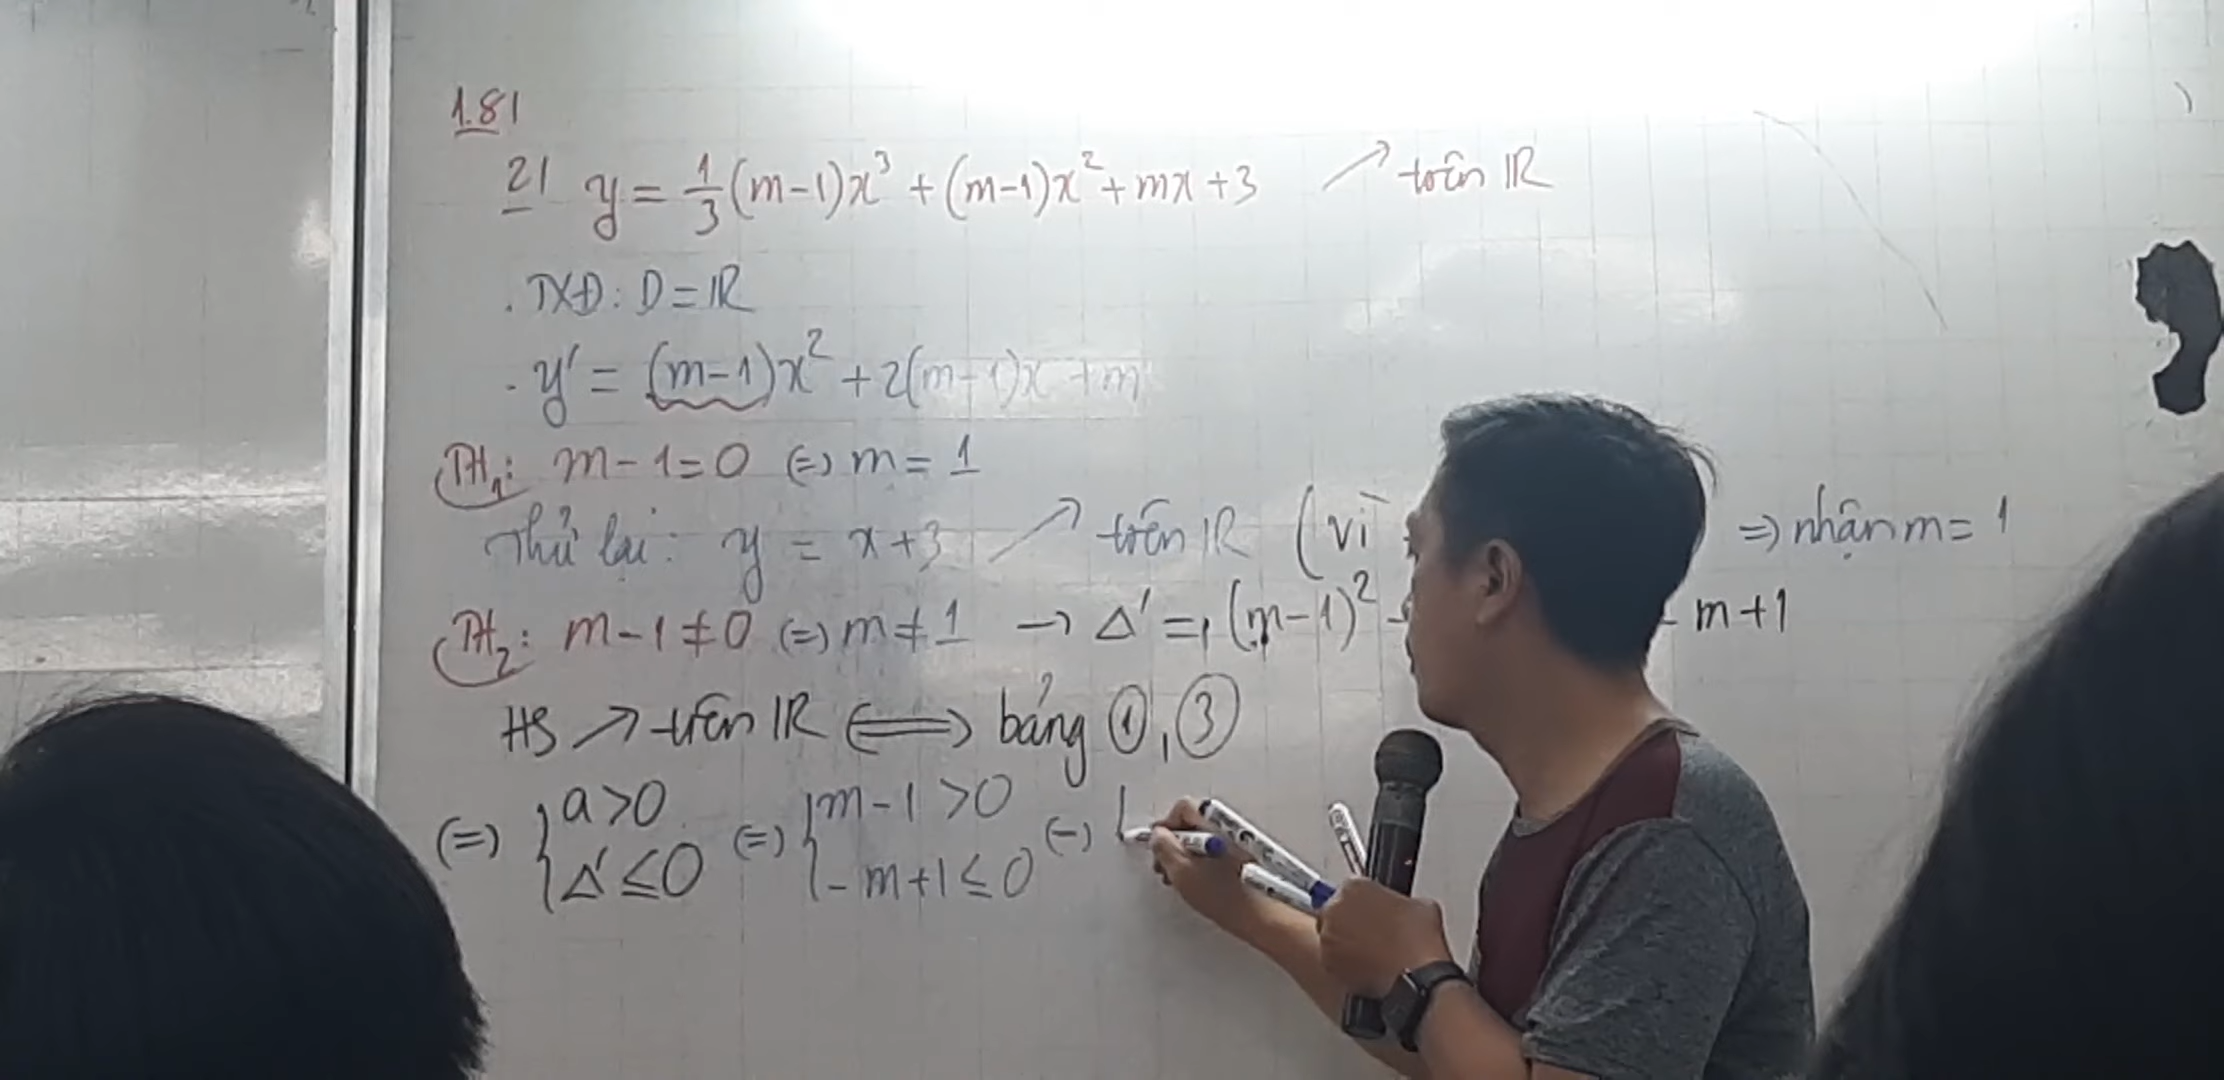 1.81
2/ y = 1/3 (m-1)x³ + (m-1)x² + mx + 3 ↗ trên ℝ
. TXĐ: D = ℝ
- y' = (m-1)x² + 2(m-1)x + m
TH₁: m-1=0 (=) m = 1
Thử lại: y = x+3 ↗ trên ℝ (vì => nhận m = 1
TH₂: m-1≠0 (=) m≠1 → Δ' = (m-1)² - m+1
HS ↗ trên ℝ <=> bảng ①, ③
(=) { a>0 (=) { m-1>0 (=) {
Δ' ≤ 0 -m+1 ≤ 0